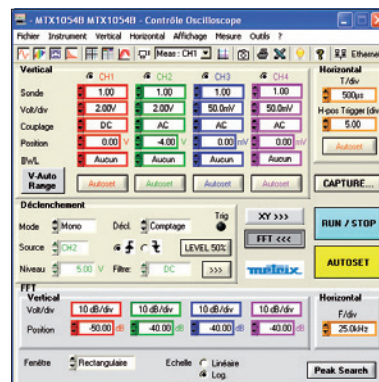 - MTX1054B MTX1054B - Contrôle Oscilloscope
Fichier Instrument Vertical Horizontal Affichage Mesure Outils ?
Meas : CH1 Etherne
Vertical
CH1 CH2 CH3 CH4
Sonde 1.00 1.00 1.00 1.00
Volt/div 2.00V 2.00V 50.0mV 50.0mV
Couplage DC AC AC AC
Position 0.00 V -4.00 V 0.00 mV 0.00 mV
BWL Aucun Aucun Aucun Aucun
V-Auto Range Autoset Autoset Autoset Autoset
Horizontal
T/div
500µs
H-pos Trigger (div
5.00
Autoset
CAPTURE...
Déclenchement
Mode Mono Décl. Comptage Trig
Source CH2 LEVEL 50%
Niveau 5.00 V Filtre: DC >>>
XY >>>
FFT <<<
metrix
RUN / STOP
AUTOSET
FFT
Vertical
Volt/div 10 dB/div 10 dB/div 10 dB/div 10 dB/div
Position -50.00 dB -40.00 dB -40.00 dB -40.00 dB
Horizontal
F/div
25.0kHz
Fenêtre Rectangulaire Echelle Linéaire
Log.
Peak Search